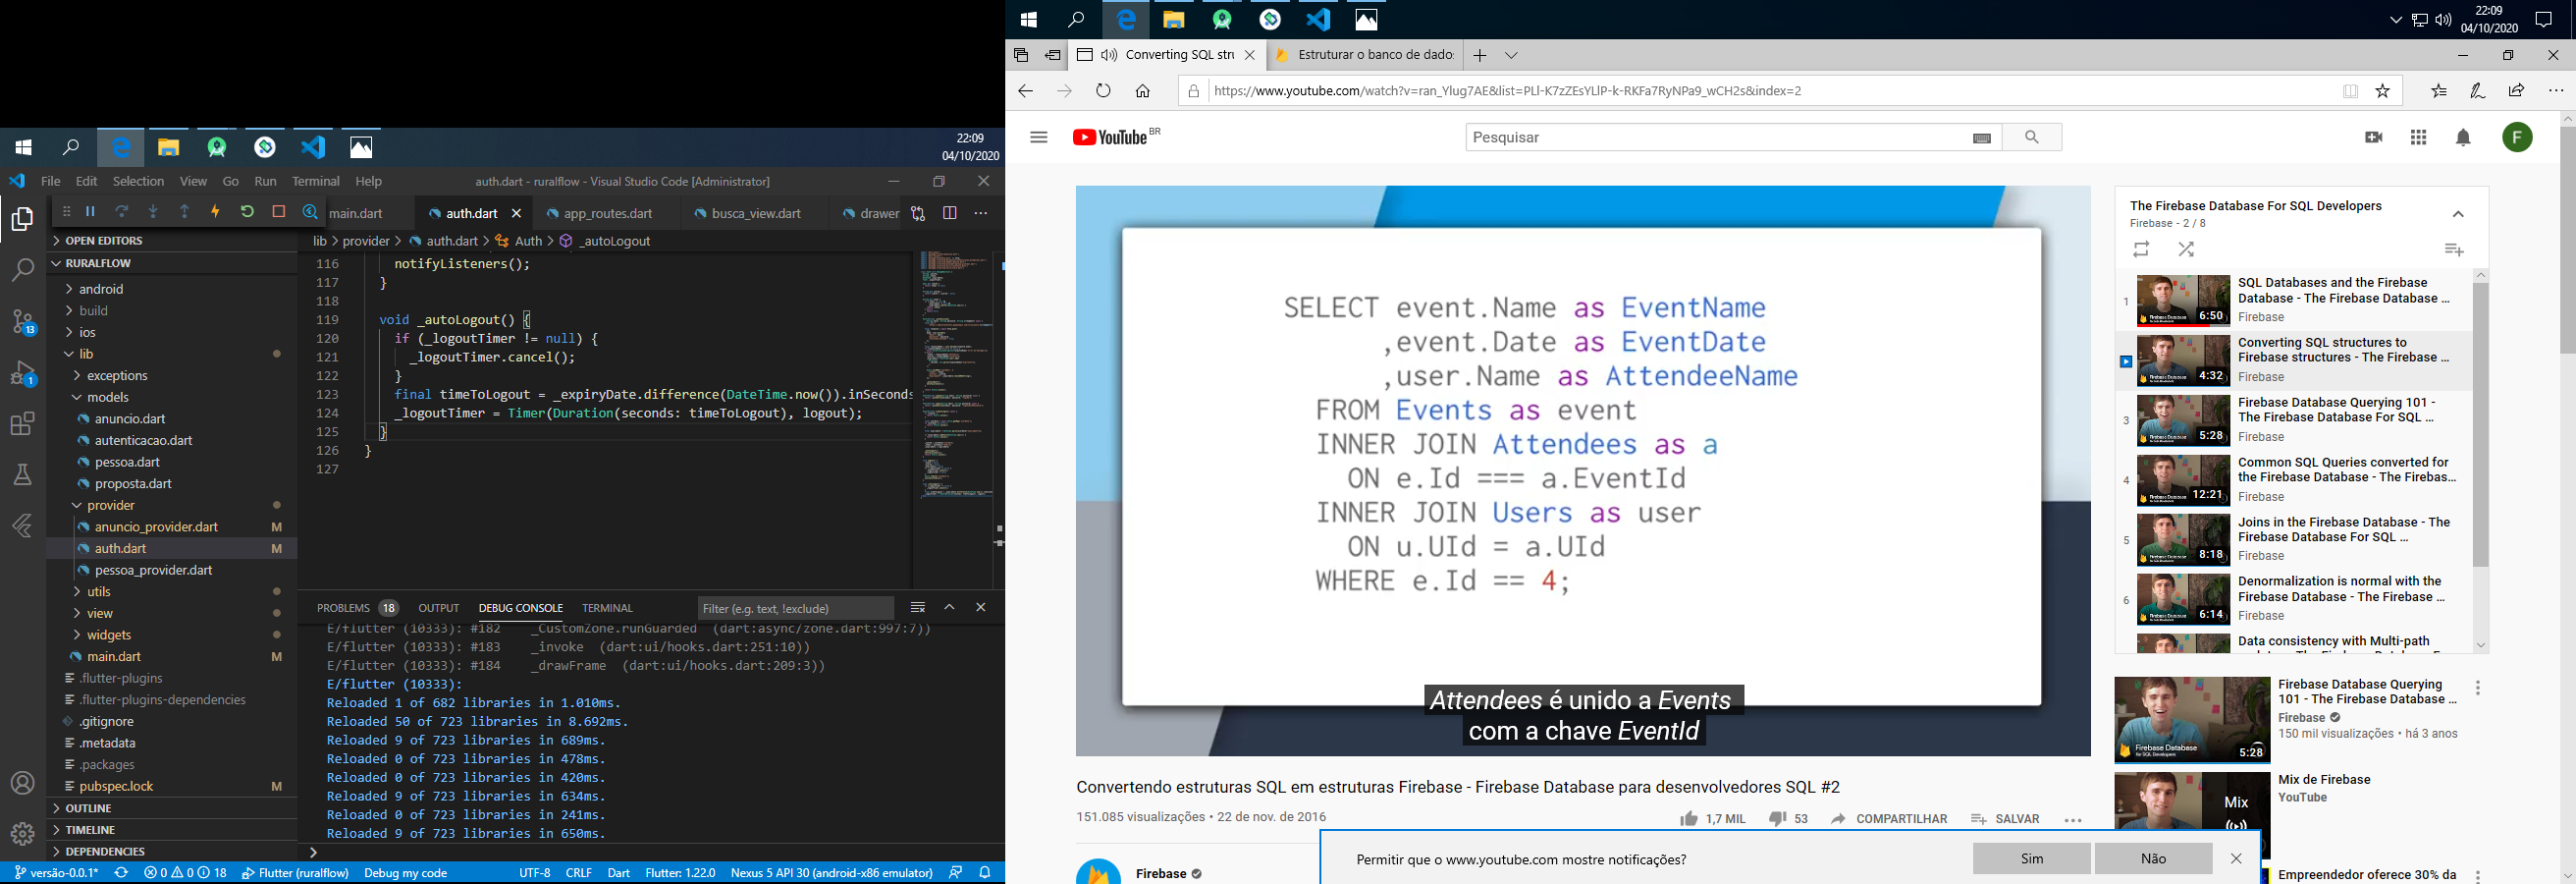 22:09
04/10/2020
File Edit Selection View Go Run Terminal Help
auth.dart - ruralflow - Visual Studio Code [Administrator]
main.dart
auth.dart
app_routes.dart
busca_view.dart
drawer
OPEN EDITORS
RURALFLOW
android
build
ios
lib
exceptions
models
anuncio.dart
autenticacao.dart
pessoa.dart
proposta.dart
provider
anuncio_provider.dart M
auth.dart M
pessoa_provider.dart
utils
view
widgets
main.dart M
.flutter-plugins
.flutter-plugins-dependencies
.gitignore
.metadata
.packages
pubspec.lock M
OUTLINE
TIMELINE
DEPENDENCIES
13
1
lib > provider > auth.dart > Auth > _autoLogout
116 notifyListeners();
117 }
118
119 void _autoLogout() {
120 if (_logoutTimer != null) {
121 _logoutTimer.cancel();
122 }
123 final timeToLogout = _expiryDate.difference(DateTime.now()).inSeconds
124 _logoutTimer = Timer(Duration(seconds: timeToLogout), logout);
125 }
126 }
127
PROBLEMS 18 OUTPUT DEBUG CONSOLE TERMINAL Filter (e.g. text, !exclude)
E/flutter (10333): #182 _CustomZone.runGuarded (dart:async/zone.dart:997:7))
E/flutter (10333): #183 _invoke (dart:ui/hooks.dart:251:10))
E/flutter (10333): #184 _drawFrame (dart:ui/hooks.dart:209:3))
E/flutter (10333):
Reloaded 1 of 682 libraries in 1.010ms.
Reloaded 50 of 723 libraries in 8.692ms.
Reloaded 9 of 723 libraries in 689ms.
Reloaded 0 of 723 libraries in 478ms.
Reloaded 0 of 723 libraries in 420ms.
Reloaded 9 of 723 libraries in 634ms.
Reloaded 0 of 723 libraries in 241ms.
Reloaded 9 of 723 libraries in 650ms.
versão-0.0.1* 0 0 18 Flutter (ruralflow) Debug my code UTF-8 CRLF Dart Flutter: 1.22.0 Nexus 5 API 30 (android-x86 emulator)
22:09
04/10/2020
Converting SQL stru
Estruturar o banco de dado
https://www.youtube.com/watch?v=ran_Ylug7AE&list=PLl-K7zZEsYLlP-k-RKFa7RyNPa9_wCH2s&index=2
YouTube BR
Pesquisar
F
SELECT event.Name as EventName
,event.Date as EventDate
,user.Name as AttendeeName
FROM Events as event
INNER JOIN Attendees as a
ON e.Id === a.EventId
INNER JOIN Users as user
ON u.UId = a.UId
WHERE e.Id == 4;
Attendees é unido a Events
com a chave EventId
Convertendo estruturas SQL em estruturas Firebase - Firebase Database para desenvolvedores SQL #2
151.085 visualizações • 22 de nov. de 2016
1,7 MIL 53 COMPARTILHAR SALVAR
Firebase
Permitir que o www.youtube.com mostre notificações?
Sim
Não
The Firebase Database For SQL Developers
Firebase - 2 / 8
1
6:50
SQL Databases and the Firebase
Database - The Firebase Database ...
Firebase
4:32
Converting SQL structures to
Firebase structures - The Firebase ...
Firebase
3
5:28
Firebase Database Querying 101 -
The Firebase Database For SQL ...
Firebase
4
12:21
Common SQL Queries converted for
the Firebase Database - The Firebas...
Firebase
5
8:18
Joins in the Firebase Database - The
Firebase Database For SQL ...
Firebase
6
6:14
Denormalization is normal with the
Firebase Database - The Firebase ...
Firebase
Data consistency with Multi-path
Firebase Database
for SQL Developers
5:28
Firebase Database Querying
101 - The Firebase Database ...
Firebase
150 mil visualizações • há 3 anos
Mix
Mix de Firebase
YouTube
Empreendedor oferece 30% da